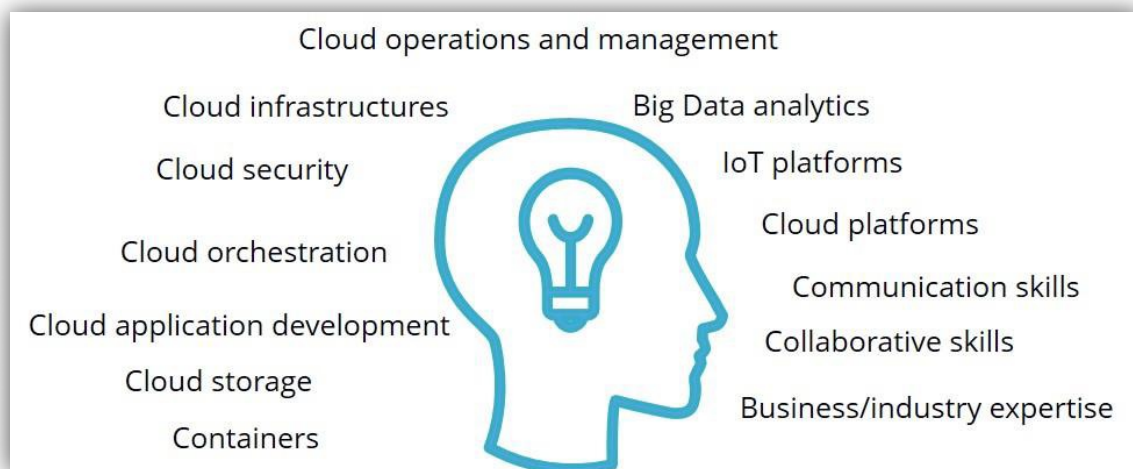 Cloud operations and management
Cloud infrastructures
Big Data analytics
Cloud security
IoT platforms
Cloud orchestration
Cloud platforms
Cloud application development
Communication skills
Cloud storage
Collaborative skills
Containers
Business/industry expertise